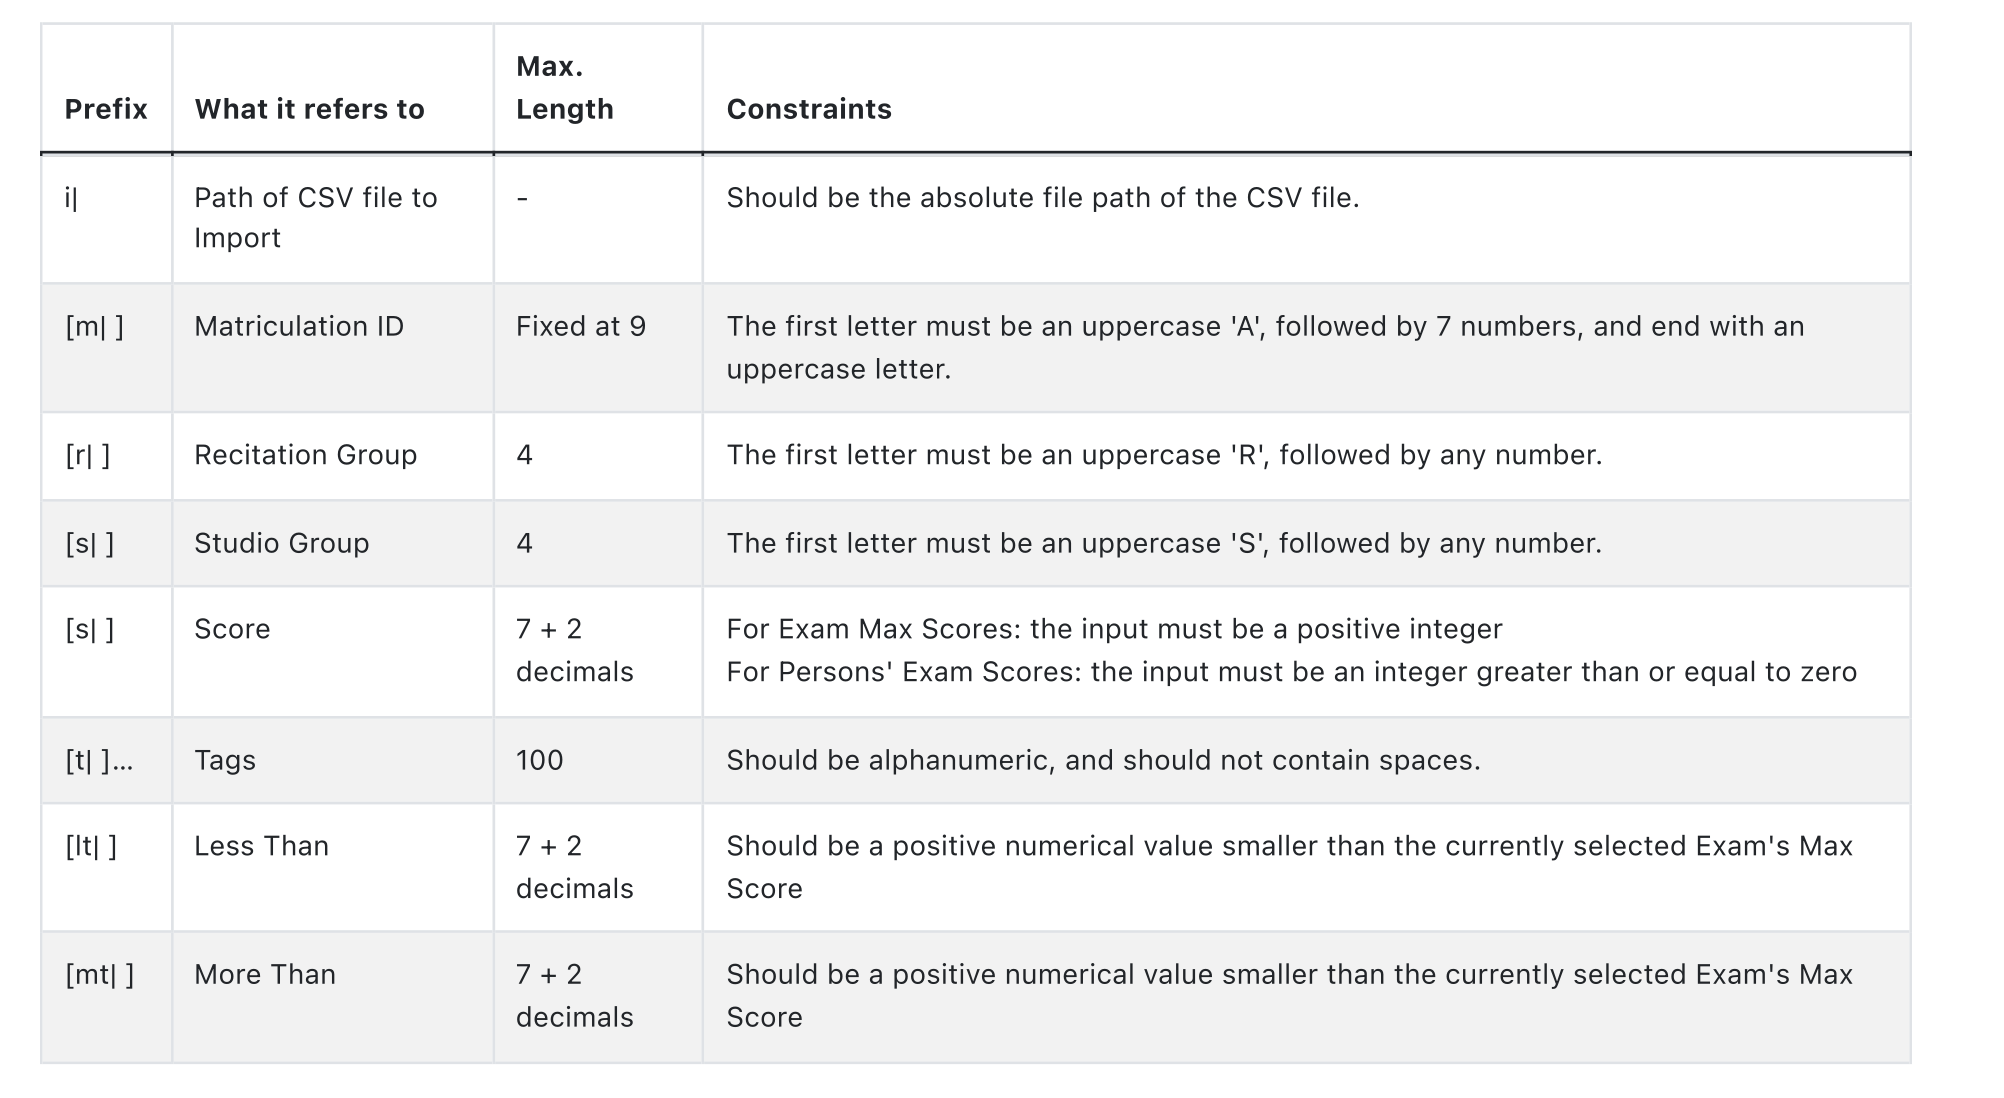 Prefix What it refers to Max. Length Constraints
i| Path of CSV file to Import - Should be the absolute file path of the CSV file.
[m| ] Matriculation ID Fixed at 9 The first letter must be an uppercase 'A', followed by 7 numbers, and end with an
uppercase letter.
[r| ] Recitation Group 4 The first letter must be an uppercase 'R', followed by any number.
[s| ] Studio Group 4 The first letter must be an uppercase 'S', followed by any number.
[s| ] Score 7 + 2 decimals For Exam Max Scores: the input must be a positive integer
For Persons' Exam Scores: the input must be an integer greater than or equal to zero
[t| ]... Tags 100 Should be alphanumeric, and should not contain spaces.
[lt| ] Less Than 7 + 2 decimals Should be a positive numerical value smaller than the currently selected Exam's Max
Score
[mt| ] More Than 7 + 2 decimals Should be a positive numerical value smaller than the currently selected Exam's Max
Score